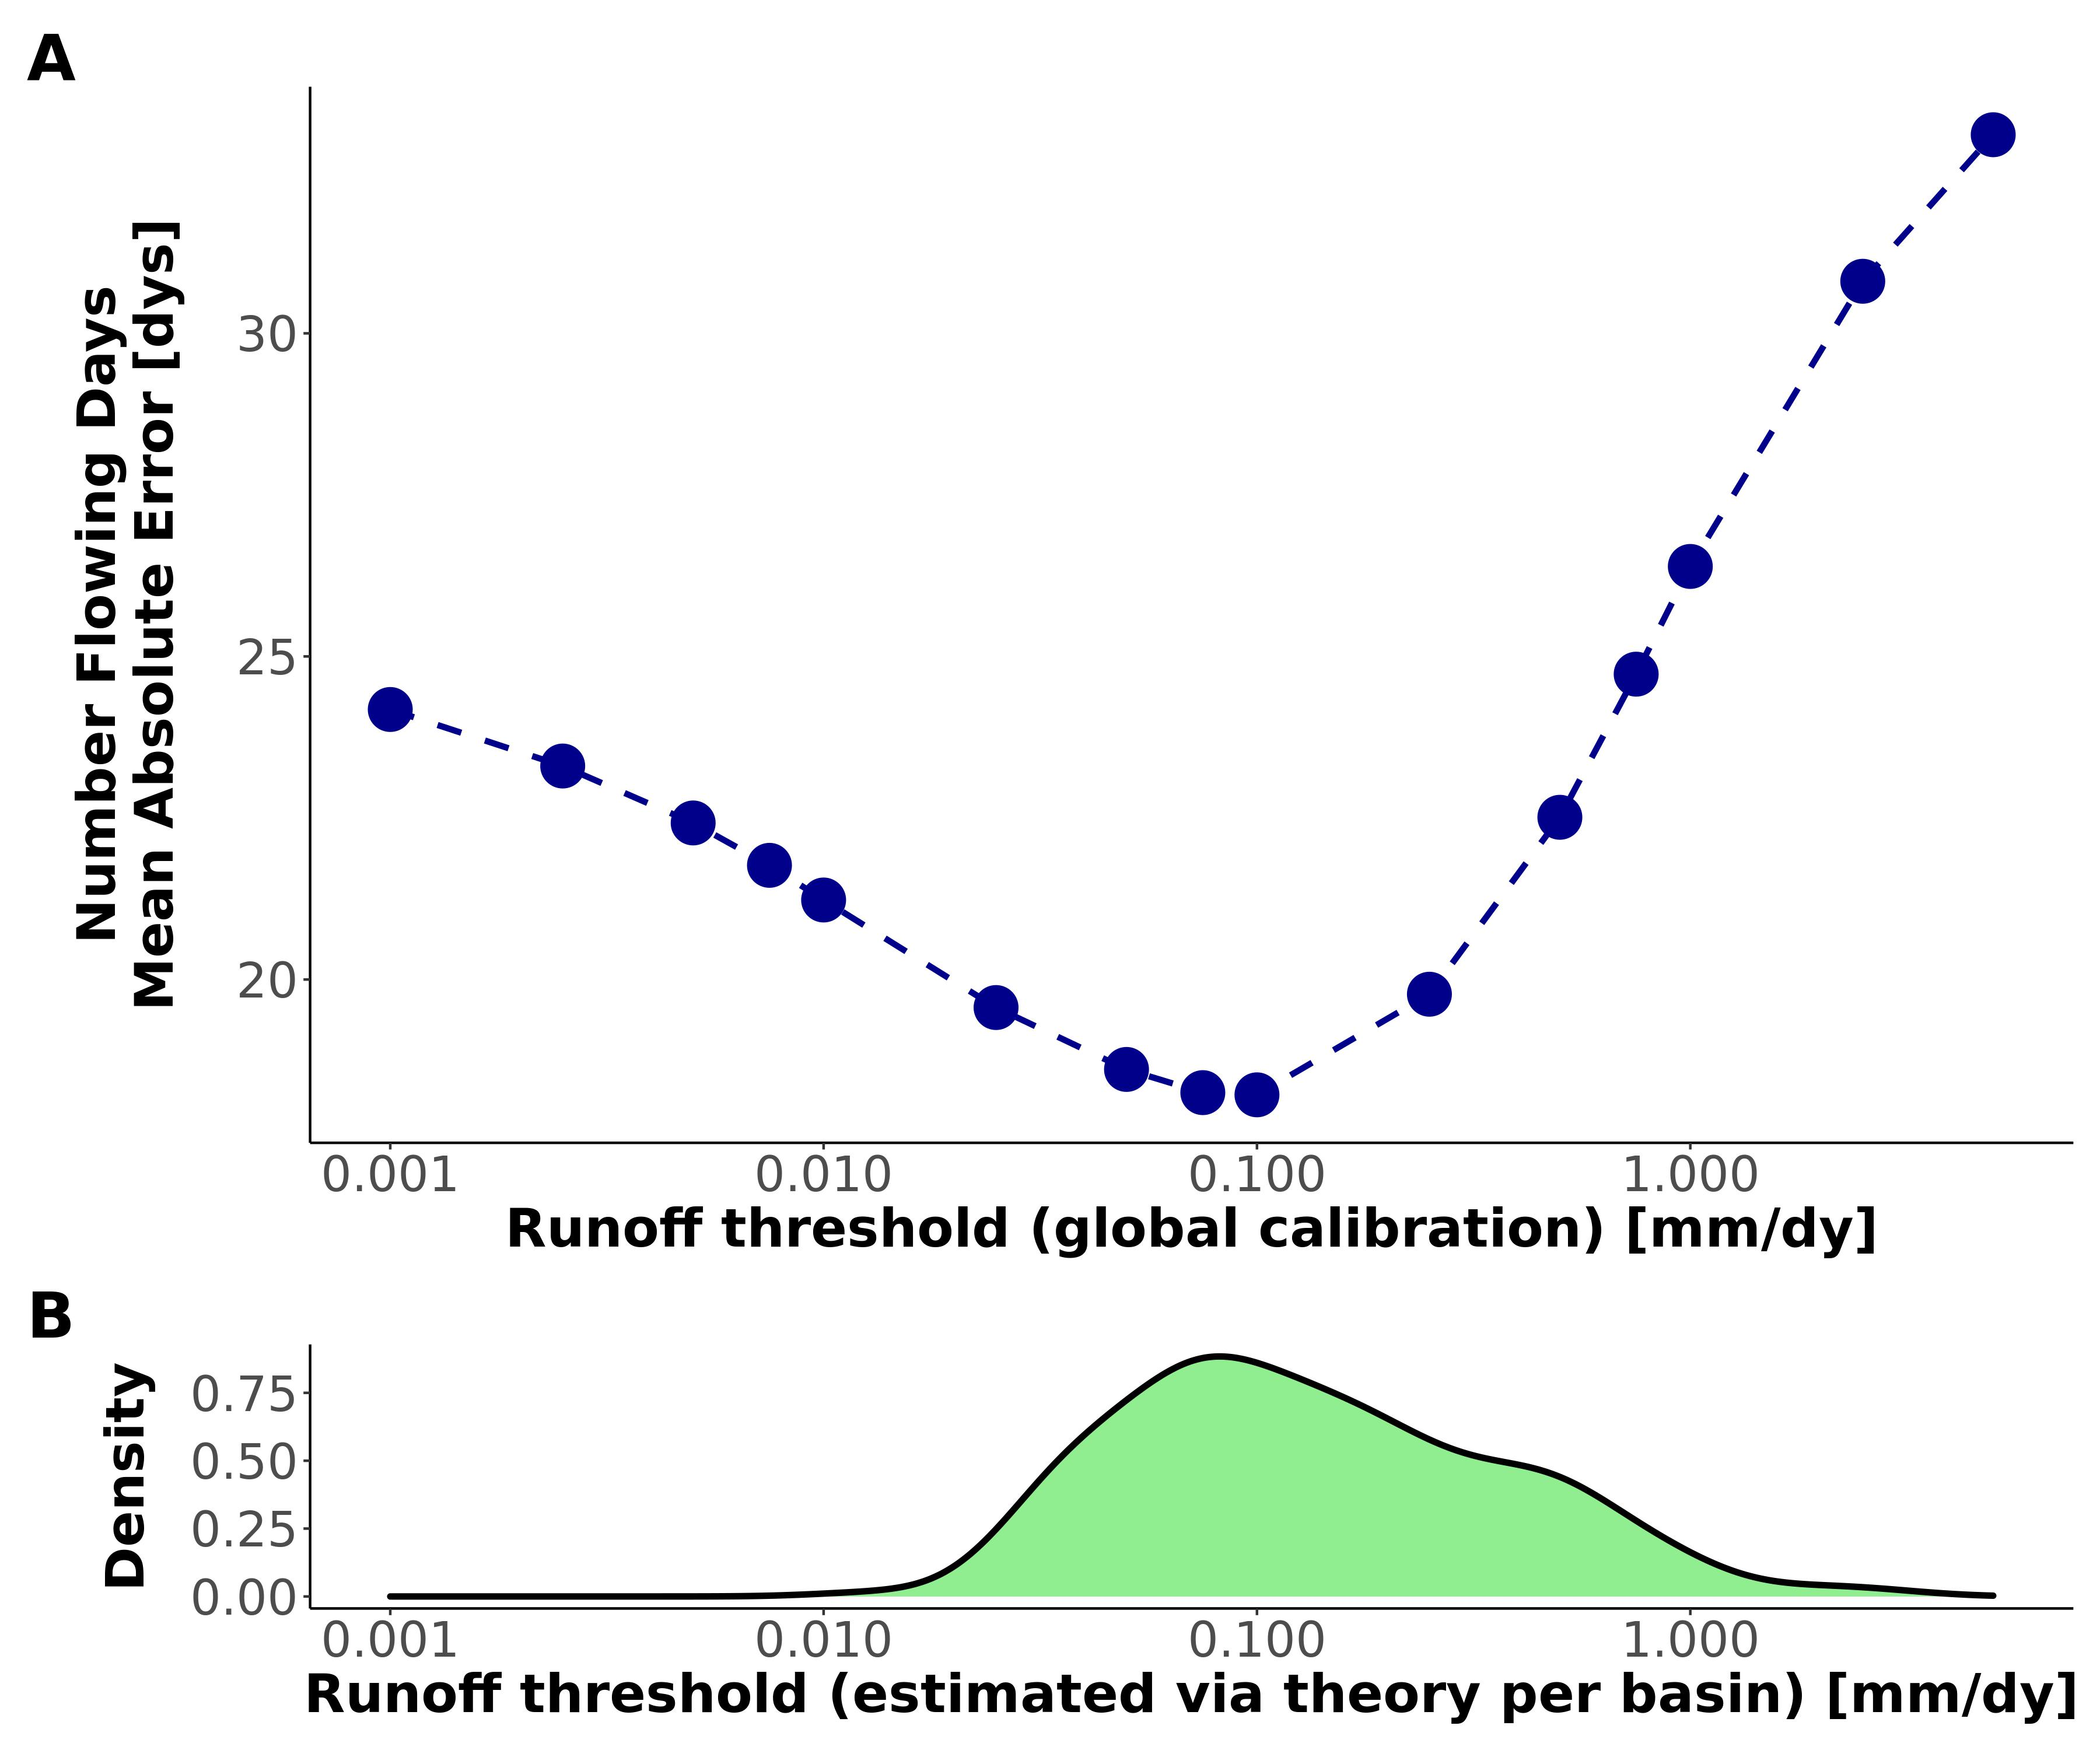 A
Number Flowing Days
Mean Absolute Error [dys]
30
25
20
0.001 0.010 0.100 1.000
Runoff threshold (global calibration) [mm/dy]
B
Density
0.75
0.50
0.25
0.00
0.001 0.010 0.100 1.000
Runoff threshold (estimated via theory per basin) [mm/dy]